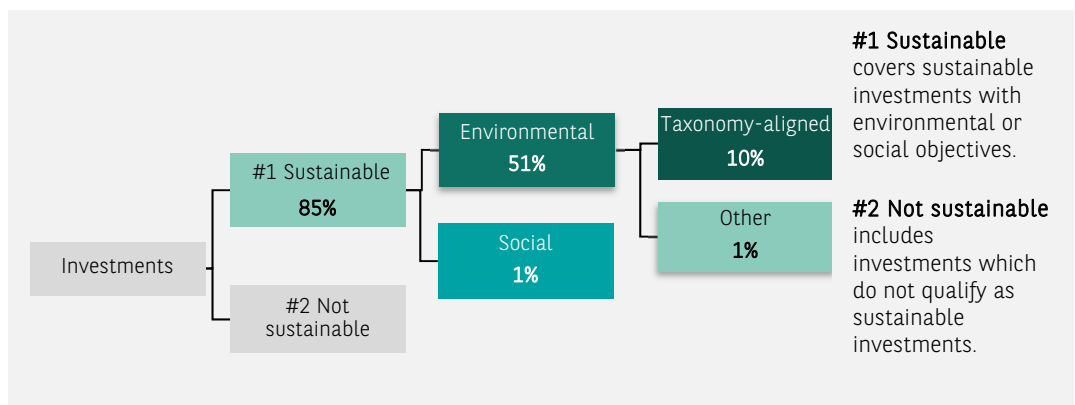 Investments
#1 Sustainable
85%
#2 Not
sustainable
Environmental
51%
Social
1%
Taxonomy-aligned
10%
Other
1%
#1 Sustainable
covers sustainable
investments with
environmental or
social objectives.
#2 Not sustainable
includes
investments which
do not qualify as
sustainable
investments.